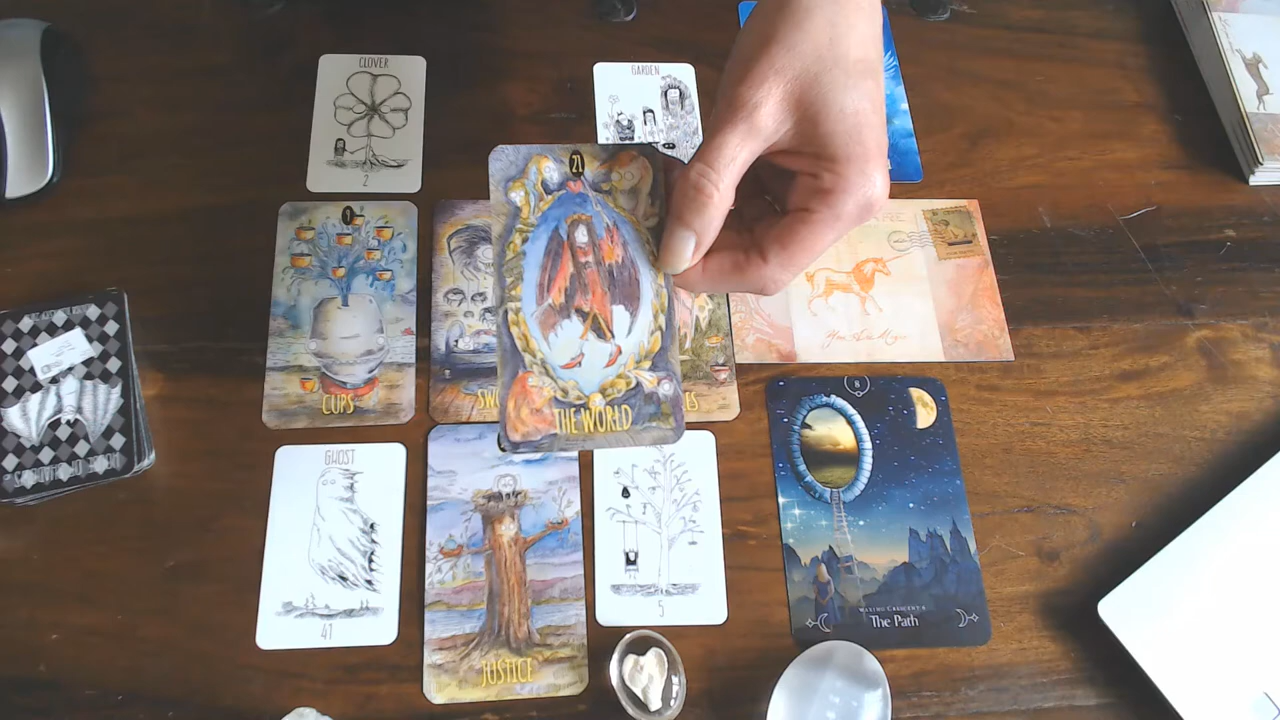 CLOVER
2
GARDEN
21
9
CUPS
THE WORLD
You Are Magic
GHOST
41
JUSTICE
5
8
WAXING CRESCENT
The Path